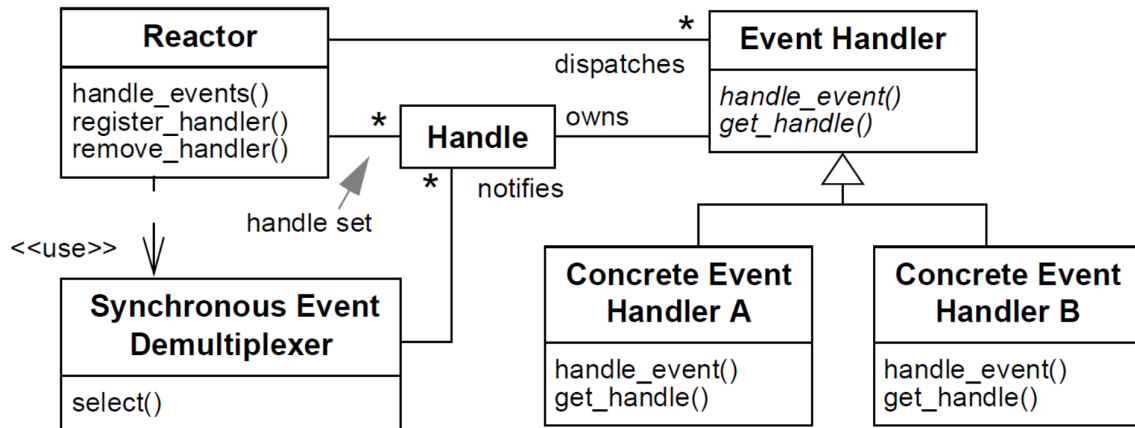 Reactor
handle_events()
register_handler()
remove_handler()
*
dispatches
Event Handler
handle_event()
get_handle()
*
Handle
owns
*
notifies
handle set
<<use>>
Synchronous Event
Demultiplexer
select()
Concrete Event
Handler A
handle_event()
get_handle()
Concrete Event
Handler B
handle_event()
get_handle()